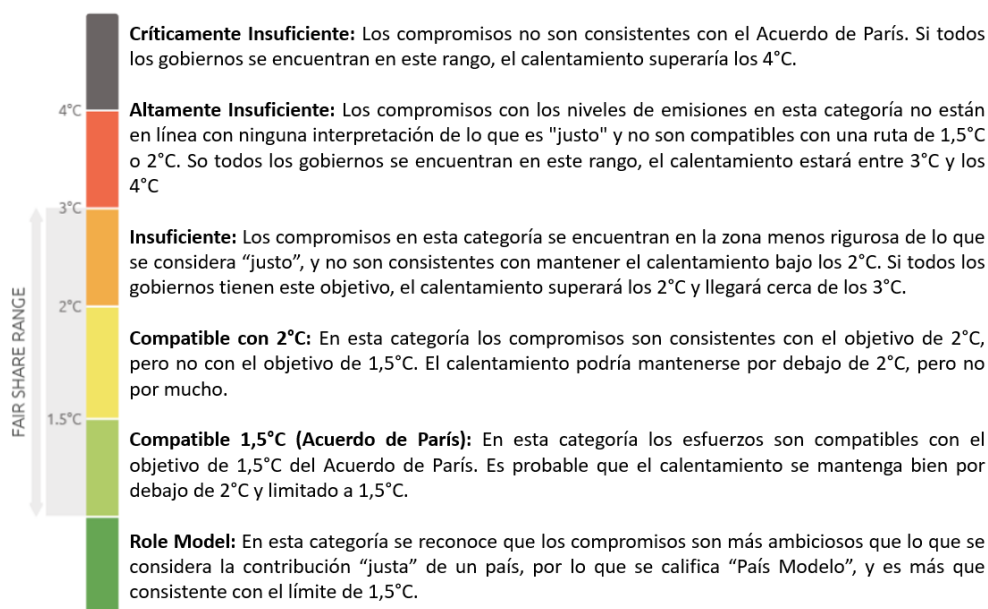 Críticamente Insuficiente: Los compromisos no son consistentes con el Acuerdo de París. Si todos
los gobiernos se encuentran en este rango, el calentamiento superaría los 4°C.
4°C
Altamente Insuficiente: Los compromisos con los niveles de emisiones en esta categoría no están
en línea con ninguna interpretación de lo que es "justo" y no son compatibles con una ruta de 1,5°C
o 2°C. So todos los gobiernos se encuentran en este rango, el calentamiento estará entre 3°C y los
4°C
3°C
Insuficiente: Los compromisos en esta categoría se encuentran en la zona menos rigurosa de lo que
se considera “justo”, y no son consistentes con mantener el calentamiento bajo los 2°C. Si todos los
gobiernos tienen este objetivo, el calentamiento superará los 2°C y llegará cerca de los 3°C.
2°C
FAIR SHARE RANGE
Compatible con 2°C: En esta categoría los compromisos son consistentes con el objetivo de 2°C,
pero no con el objetivo de 1,5°C. El calentamiento podría mantenerse por debajo de 2°C, pero no
por mucho.
1.5°C
Compatible 1,5°C (Acuerdo de París): En esta categoría los esfuerzos son compatibles con el
objetivo de 1,5°C del Acuerdo de París. Es probable que el calentamiento se mantenga bien por
debajo de 2°C y limitado a 1,5°C.
Role Model: En esta categoría se reconoce que los compromisos son más ambiciosos que lo que se
considera la contribución “justa” de un país, por lo que se califica “País Modelo”, y es más que
consistente con el límite de 1,5°C.